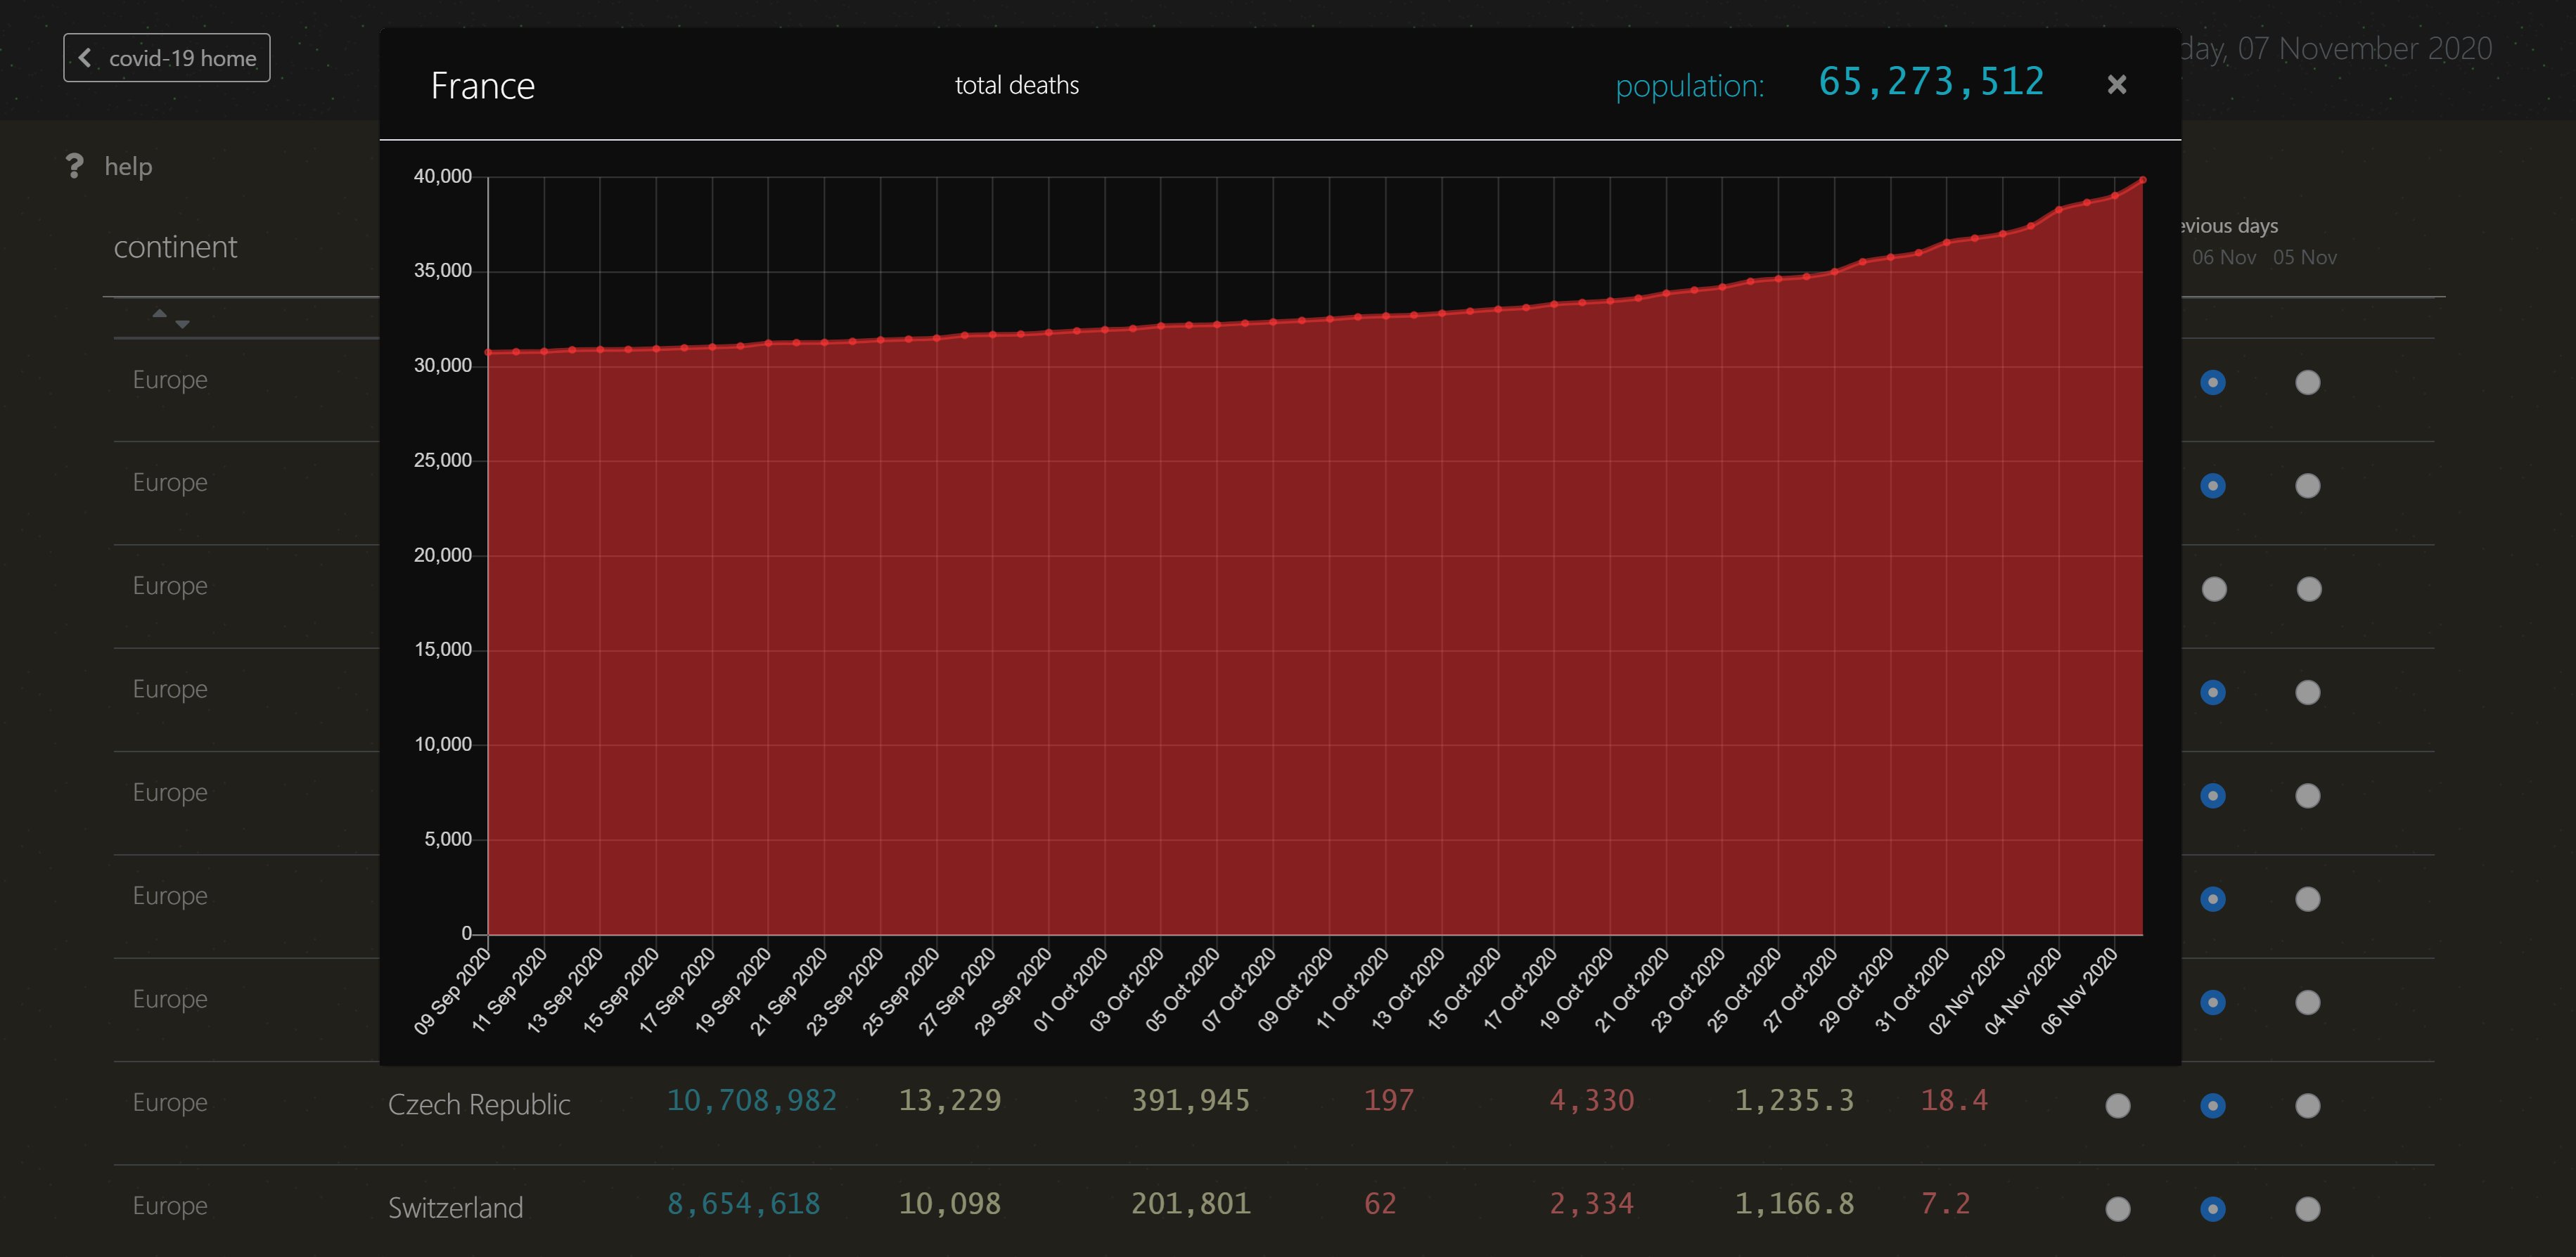 covid-19 home
day, 07 November 2020
France total deaths population: 65,273,512
? help
continent
evious days
06 Nov 05 Nov
40,000
35,000
30,000
25,000
20,000
15,000
10,000
5,000
0
09 Sep 2020
11 Sep 2020
13 Sep 2020
15 Sep 2020
17 Sep 2020
19 Sep 2020
21 Sep 2020
23 Sep 2020
25 Sep 2020
27 Sep 2020
29 Sep 2020
01 Oct 2020
03 Oct 2020
05 Oct 2020
07 Oct 2020
09 Oct 2020
11 Oct 2020
13 Oct 2020
15 Oct 2020
17 Oct 2020
19 Oct 2020
21 Oct 2020
23 Oct 2020
25 Oct 2020
27 Oct 2020
29 Oct 2020
31 Oct 2020
02 Nov 2020
04 Nov 2020
06 Nov 2020
Europe
Europe
Europe
Europe
Europe
Europe
Europe
Europe Czech Republic 10,708,982 13,229 391,945 197 4,330 1,235.3 18.4
Europe Switzerland 8,654,618 10,098 201,801 62 2,334 1,166.8 7.2